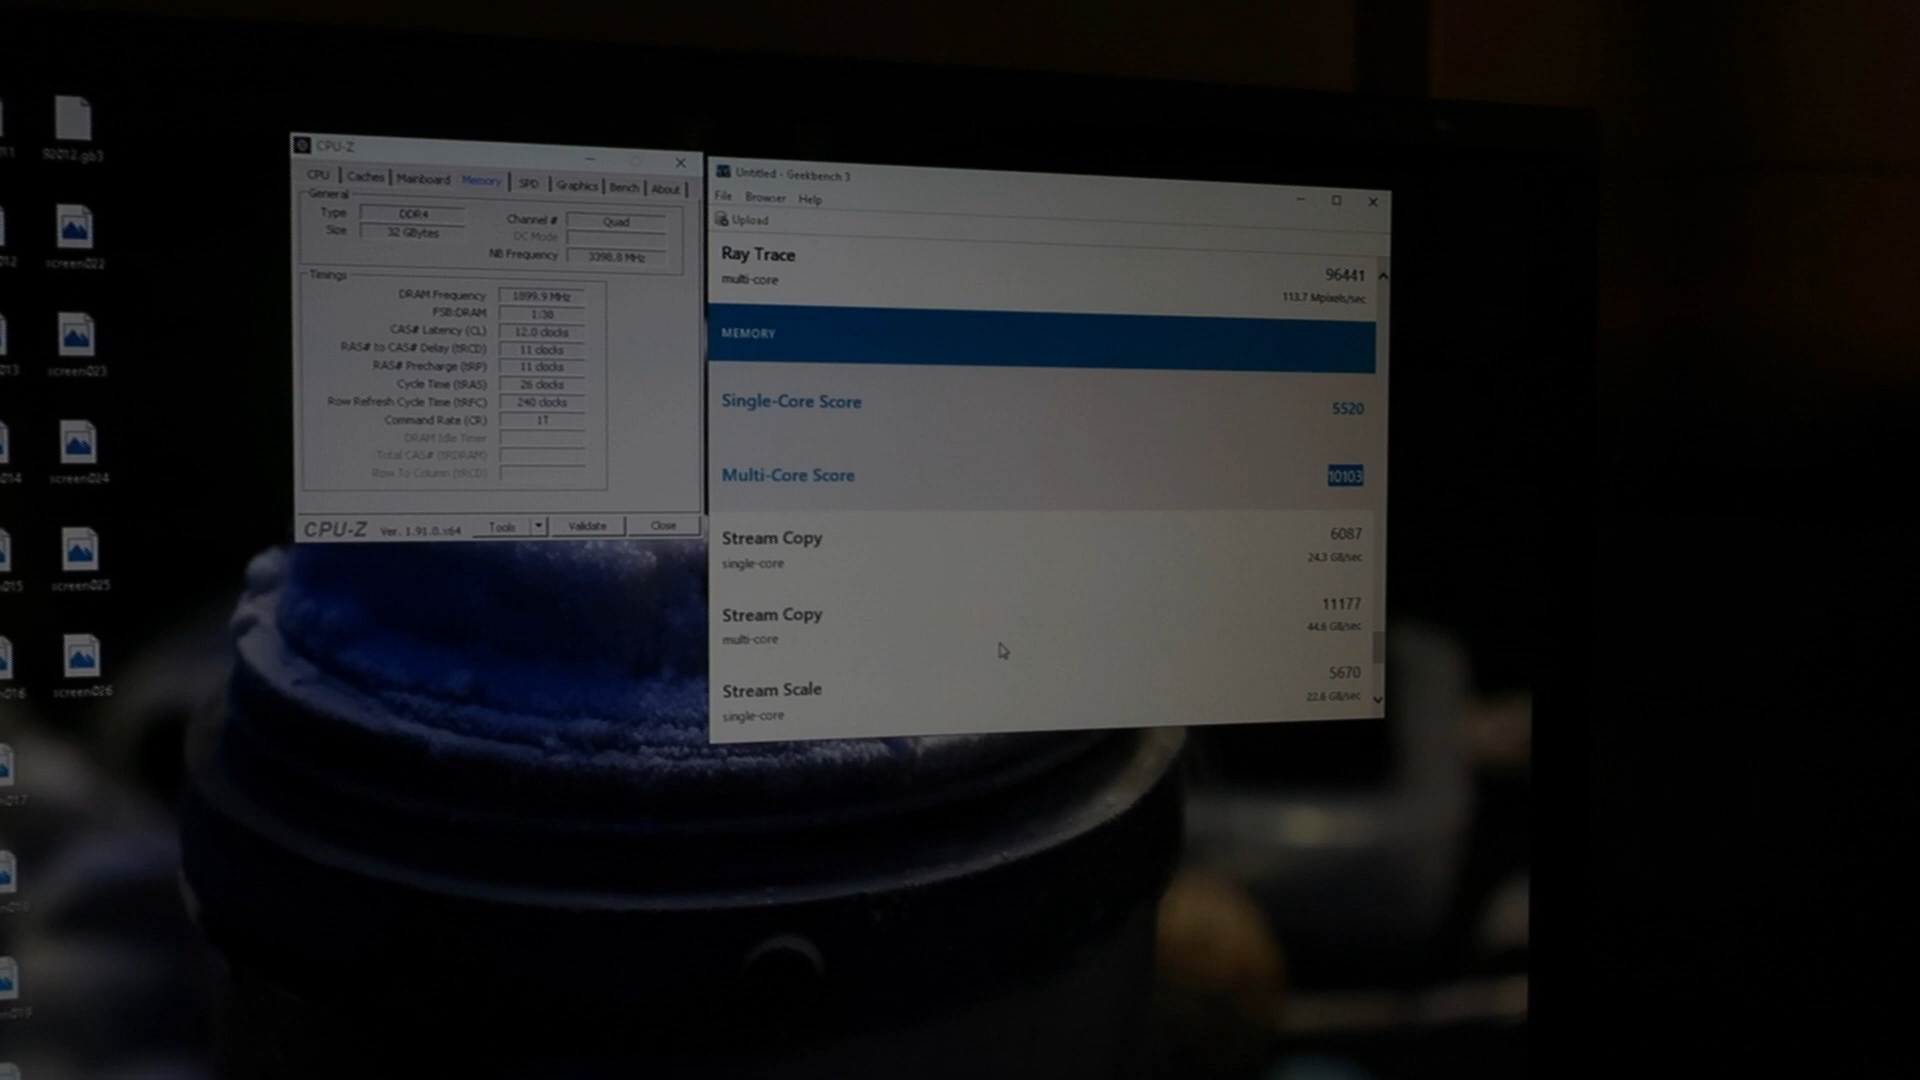 92012.gb3
screen022
screen023
screen024
screen025
screen026
CPU-Z
CPU Caches Mainboard Memory SPD Graphics Bench About
General
Type DDR4 Channel # Quad
Size 32 GBytes DC Mode
NB Frequency 3398.8 MHz
Timings
DRAM Frequency 1899.9 MHz
FSB:DRAM 1:38
CAS# Latency (CL) 12.0 clocks
RAS# to CAS# Delay (tRCD) 11 clocks
RAS# Precharge (tRP) 11 clocks
Cycle Time (tRAS) 26 clocks
Row Refresh Cycle Time (tRFC) 240 clocks
Command Rate (CR) 1T
DRAM Idle Timer
Total CAS# (tRDRAM)
Row To Column (tRCD)
CPU-Z Ver. 1.91.0.x64 Tools Validate Close
Untitled - Geekbench 3
File Browser Help
Upload
Ray Trace 96441
multi-core 113.7 Mpixels/sec
MEMORY
Single-Core Score 5520
Multi-Core Score 10103
Stream Copy 6087
single-core 24.3 GB/sec
Stream Copy 11177
multi-core 44.6 GB/sec
Stream Scale 5670
single-core 22.6 GB/sec